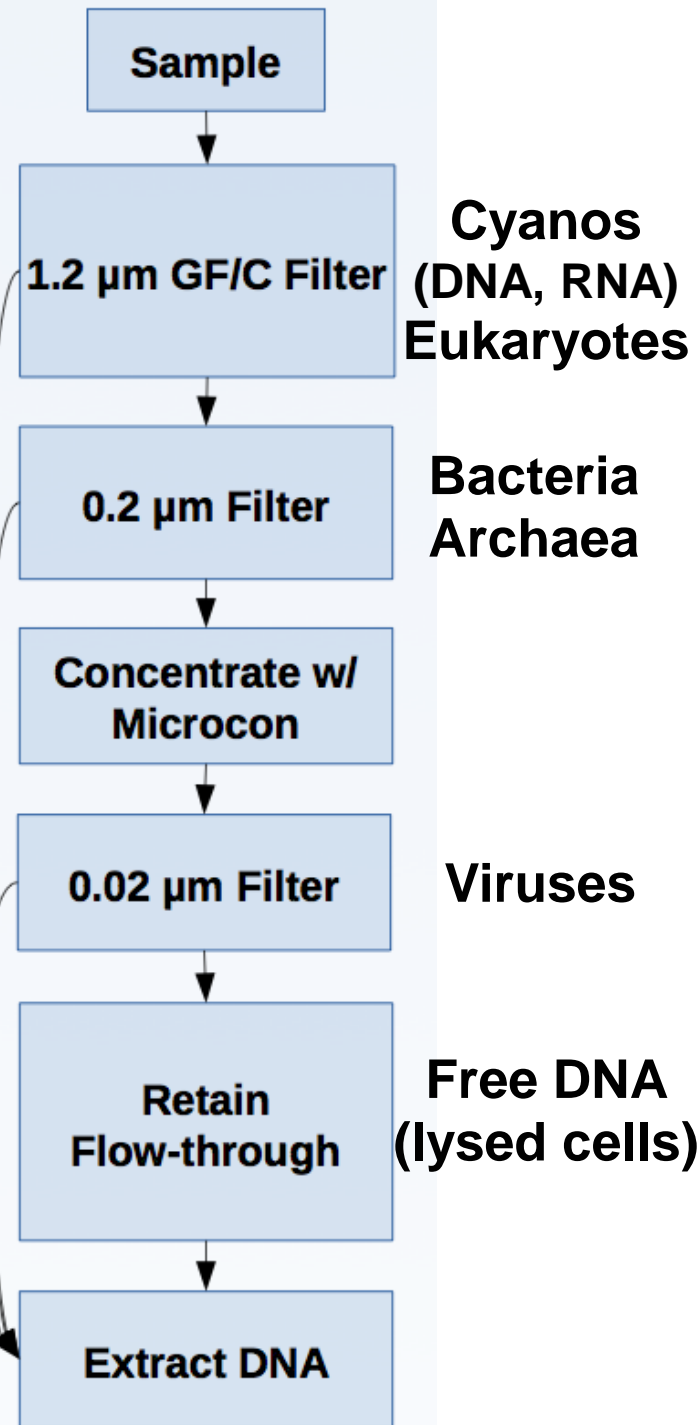 Sample
1.2 µm GF/C Filter
Cyanos
(DNA, RNA)
Eukaryotes
0.2 µm Filter
Bacteria
Archaea
Concentrate w/
Microcon
0.02 µm Filter
Viruses
Retain
Flow-through
Free DNA
(lysed cells)
Extract DNA